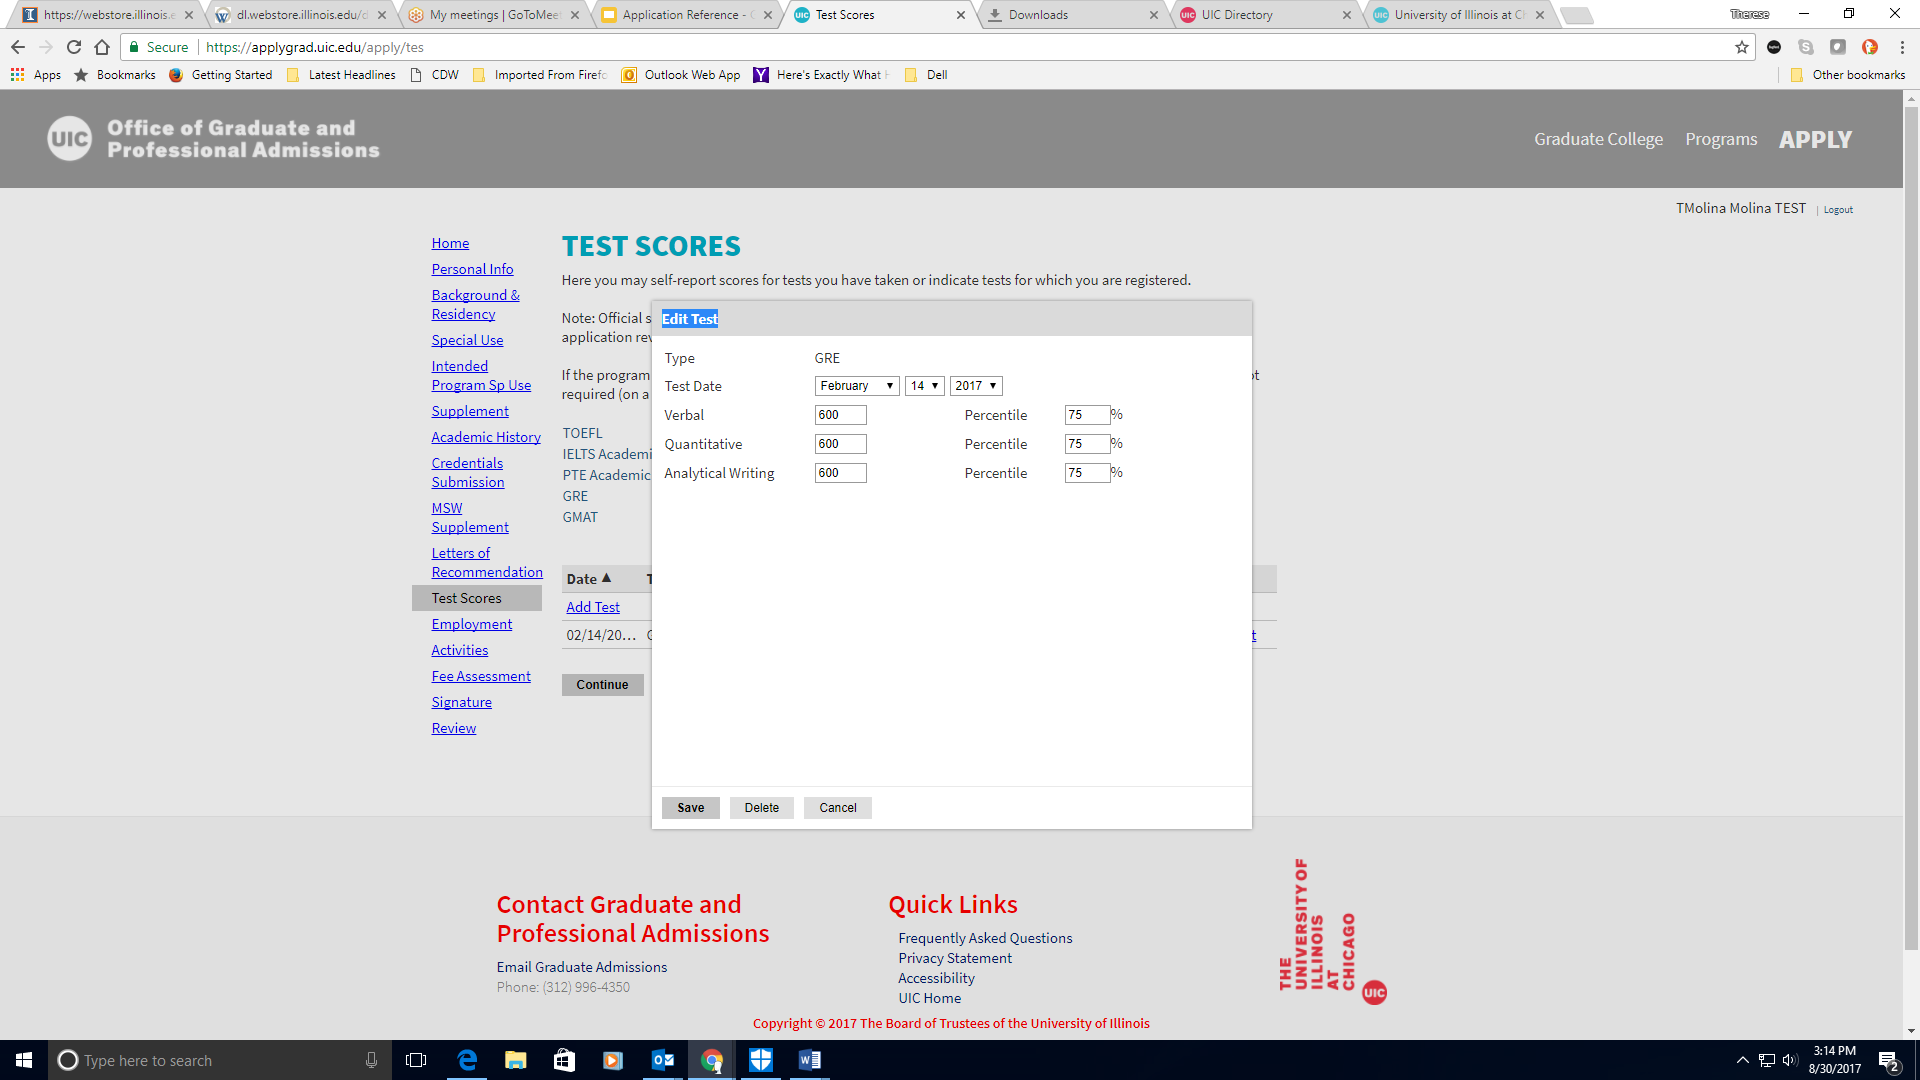 https://webstore.illinois.e
dl.webstore.illinois.edu/d
My meetings | GoToMeet
Application Reference - G
Test Scores
Downloads
UIC Directory
University of Illinois at Ch
Therese
Secure
https://applygrad.uic.edu/apply/tes
Apps
Bookmarks
Getting Started
Latest Headlines
CDW
Imported From Firefo
Outlook Web App
Here's Exactly What H
Dell
Other bookmarks
UIC
Office of Graduate and
Professional Admissions
Graduate College
Programs
APPLY
TMolina Molina TEST | Logout
Home
Personal Info
Background &
Residency
Special Use
Intended
Program Sp Use
Supplement
Academic History
Credentials
Submission
MSW
Supplement
Letters of
Recommendation
Test Scores
Employment
Activities
Fee Assessment
Signature
Review
TEST SCORES
Here you may self-report scores for tests you have taken or indicate tests for which you are registered.
Note: Official s
application rev
If the program
ot
required (on a
TOEFL
IELTS Academi
PTE Academic
GRE
GMAT
Date ▲ T
Add Test
02/14/20...
t
Continue
Edit Test
Type GRE
Test Date February 14 2017
Verbal 600 Percentile 75 %
Quantitative 600 Percentile 75 %
Analytical Writing 600 Percentile 75 %
Save Delete Cancel
Contact Graduate and
Professional Admissions
Email Graduate Admissions
Phone: (312) 996-4350
Quick Links
Frequently Asked Questions
Privacy Statement
Accessibility
UIC Home
THE
UNIVERSITY OF
ILLINOIS
AT
CHICAGO
UIC
Copyright © 2017 The Board of Trustees of the University of Illinois
Type here to search
3:14 PM
8/30/2017
2